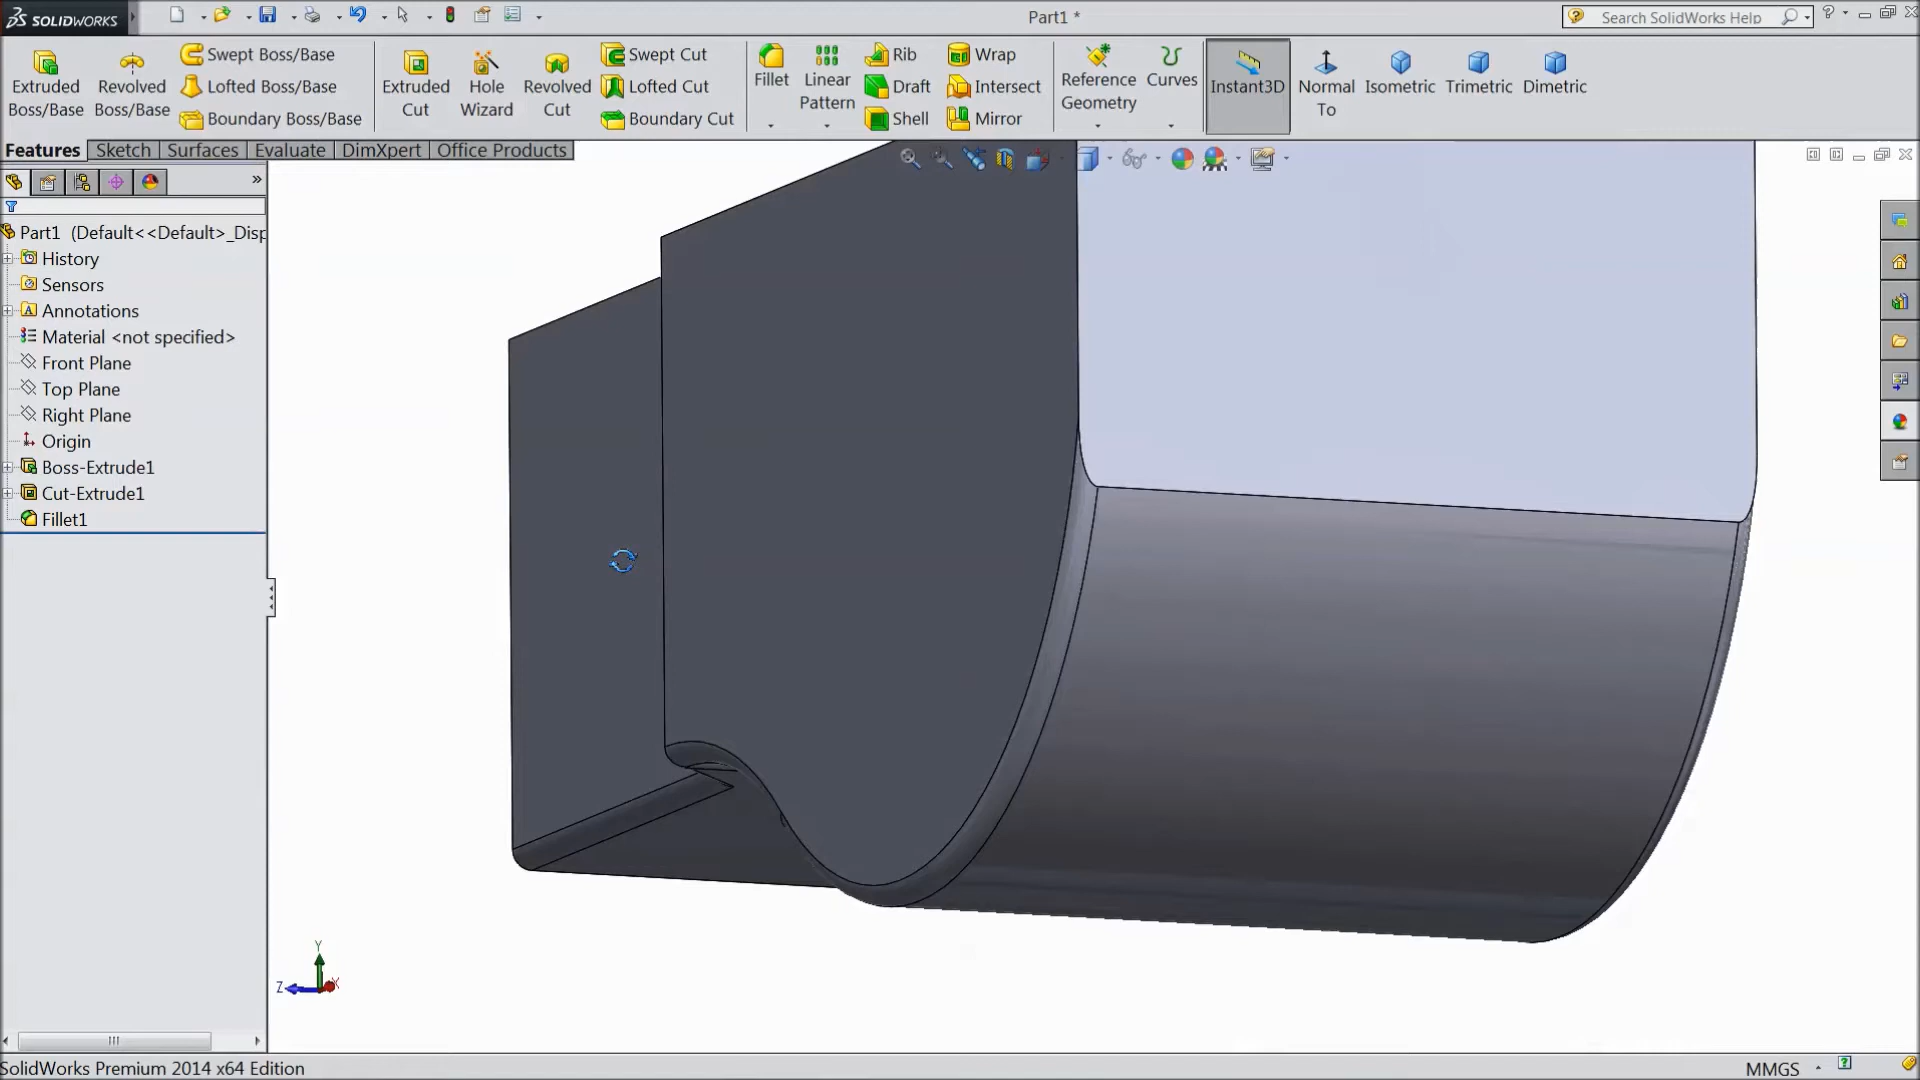 SOLIDWORKS
Part1 *
Search SolidWorks Help
Extruded Boss/Base
Revolved Boss/Base
Swept Boss/Base
Lofted Boss/Base
Boundary Boss/Base
Extruded Cut
Hole Wizard
Revolved Cut
Swept Cut
Lofted Cut
Boundary Cut
Fillet
Linear Pattern
Rib
Draft
Shell
Wrap
Intersect
Mirror
Reference Geometry
Curves
Instant3D
Normal To
Isometric
Trimetric
Dimetric
Features
Sketch
Surfaces
Evaluate
DimXpert
Office Products
Part1 (Default<<Default>_Disp
History
Sensors
Annotations
Material <not specified>
Front Plane
Top Plane
Right Plane
Origin
Boss-Extrude1
Cut-Extrude1
Fillet1
Y
Z
X
SolidWorks Premium 2014 x64 Edition
MMGS